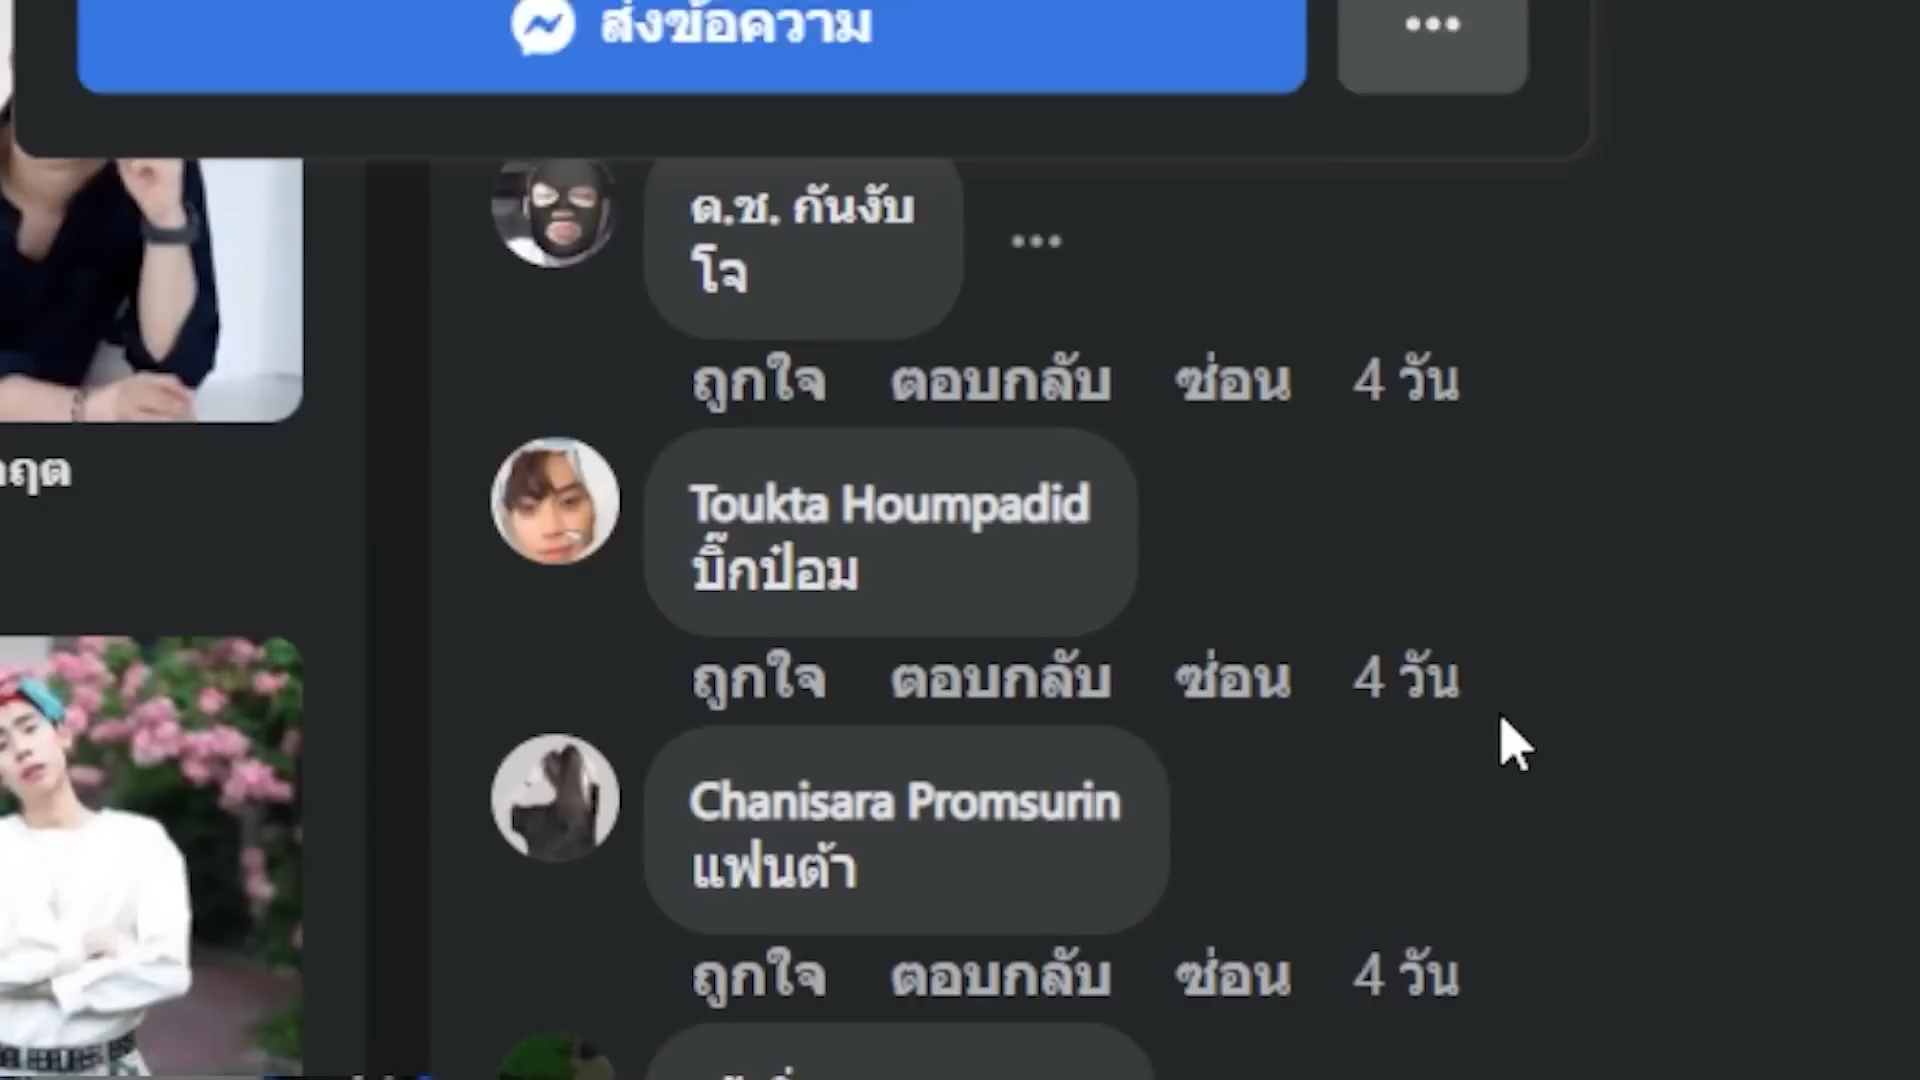 ส่งข้อความ
ด.ช. กันงับ
โจ
ถูกใจ ตอบกลับ ซ่อน 4 วัน
Toukta Houmpadid
บิ๊กป๋อม
ถูกใจ ตอบกลับ ซ่อน 4 วัน
Chanisara Promsurin
แฟนต้า
ถูกใจ ตอบกลับ ซ่อน 4 วัน